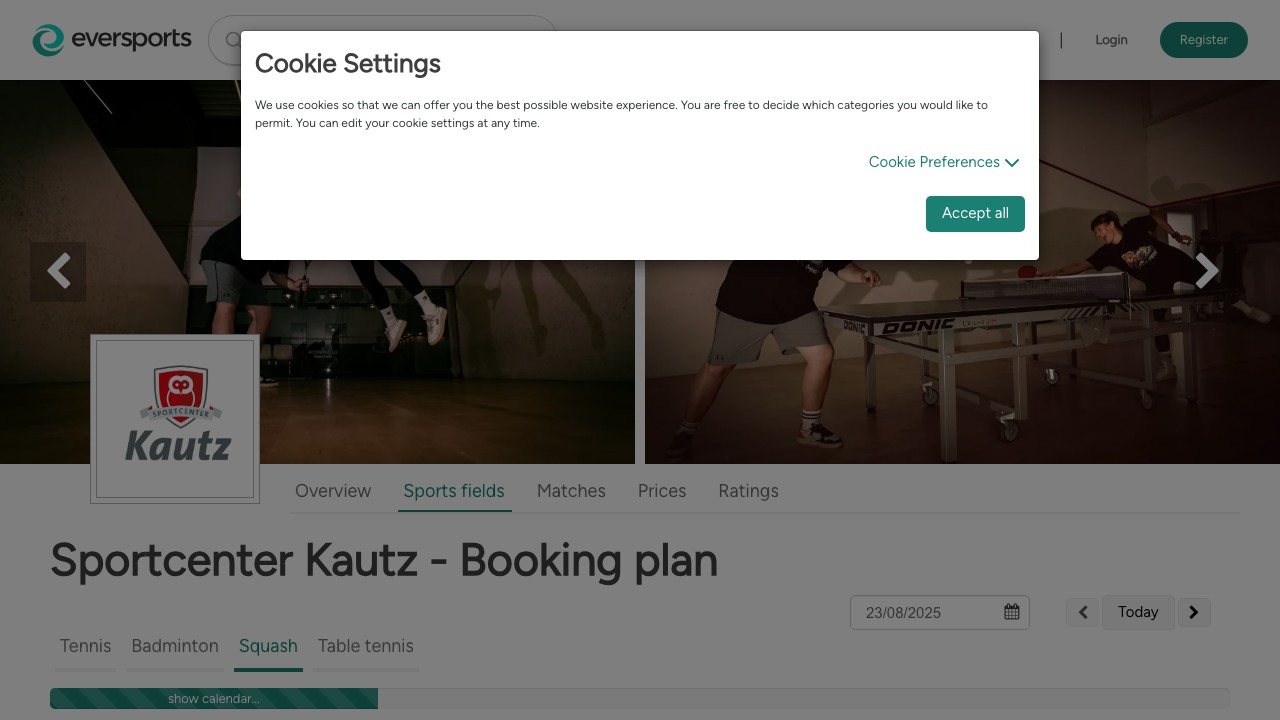 eversports
|
Login
Register
Cookie Settings
We use cookies so that we can offer you the best possible website experience. You are free to decide which categories you would like to
permit. You can edit your cookie settings at any time.
Cookie Preferences
Accept all
DONIC
DONIC
SPORTCENTER
Kautz
Overview
Sports fields
Matches
Prices
Ratings
Sportcenter Kautz - Booking plan
23/08/2025
Today
Tennis
Badminton
Squash
Table tennis
show calendar...